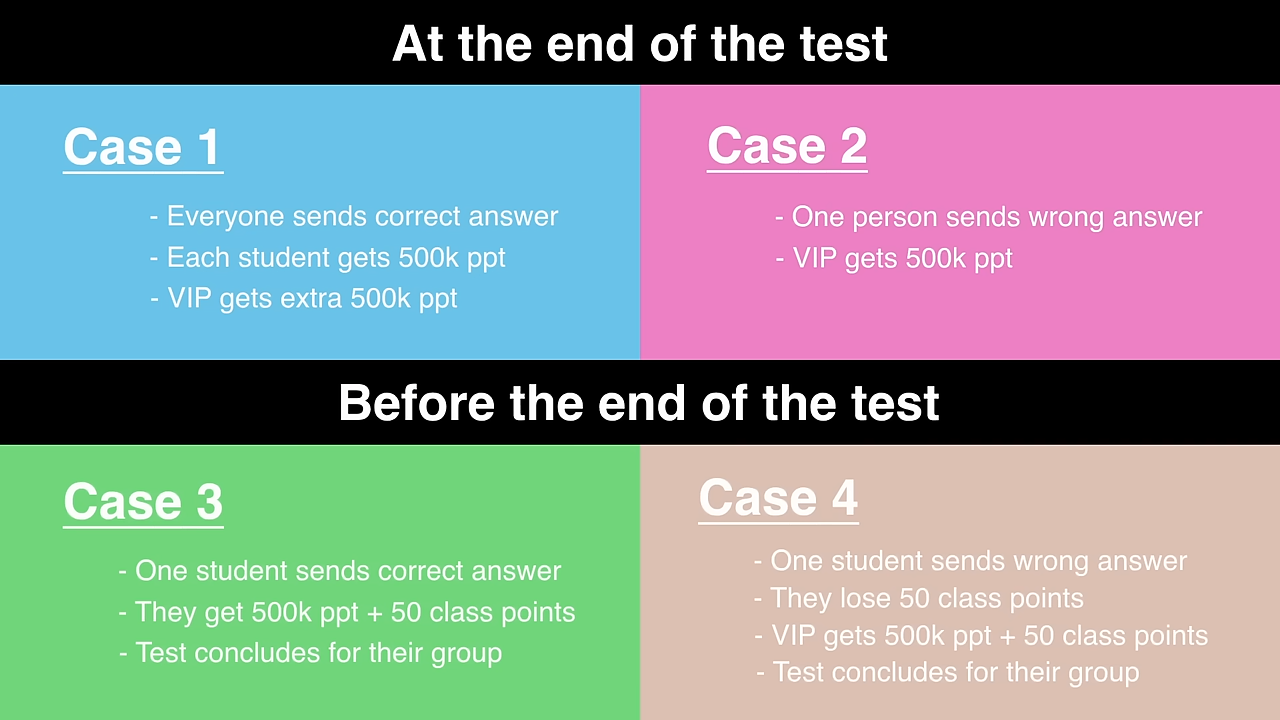 At the end of the test
Case 1
- Everyone sends correct answer
- Each student gets 500k ppt
- VIP gets extra 500k ppt
Case 2
- One person sends wrong answer
- VIP gets 500k ppt
Before the end of the test
Case 3
- One student sends correct answer
- They get 500k ppt + 50 class points
- Test concludes for their group
Case 4
- One student sends wrong answer
- They lose 50 class points
- VIP gets 500k ppt + 50 class points
- Test concludes for their group